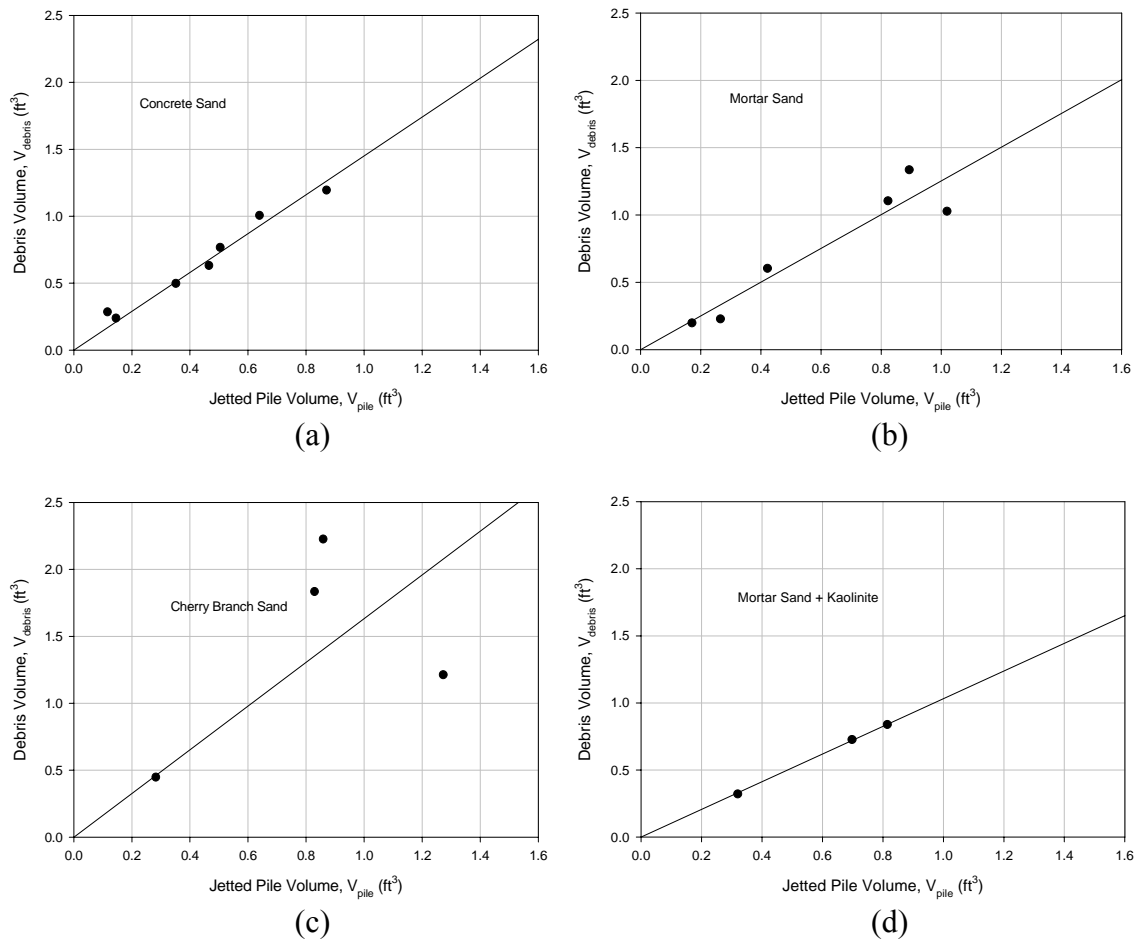 2.5
2.0
1.5
1.0
0.5
0.0
Debris Volume, V_debris (ft³)
Concrete Sand
0.0 0.2 0.4 0.6 0.8 1.0 1.2 1.4 1.6
Jetted Pile Volume, V_pile (ft³)
(a)
2.5
2.0
1.5
1.0
0.5
0.0
Debris Volume, V_debris (ft³)
Mortar Sand
0.0 0.2 0.4 0.6 0.8 1.0 1.2 1.4 1.6
Jetted Pile Volume, V_pile (ft³)
(b)
2.5
2.0
1.5
1.0
0.5
0.0
Debris Volume, V_debris (ft³)
Cherry Branch Sand
0.0 0.2 0.4 0.6 0.8 1.0 1.2 1.4 1.6
Jetted Pile Volume, V_pile (ft³)
(c)
2.5
2.0
1.5
1.0
0.5
0.0
Debris Volume, V_debris (ft³)
Mortar Sand + Kaolinite
0.0 0.2 0.4 0.6 0.8 1.0 1.2 1.4 1.6
Jetted Pile Volume, V_pile (ft³)
(d)